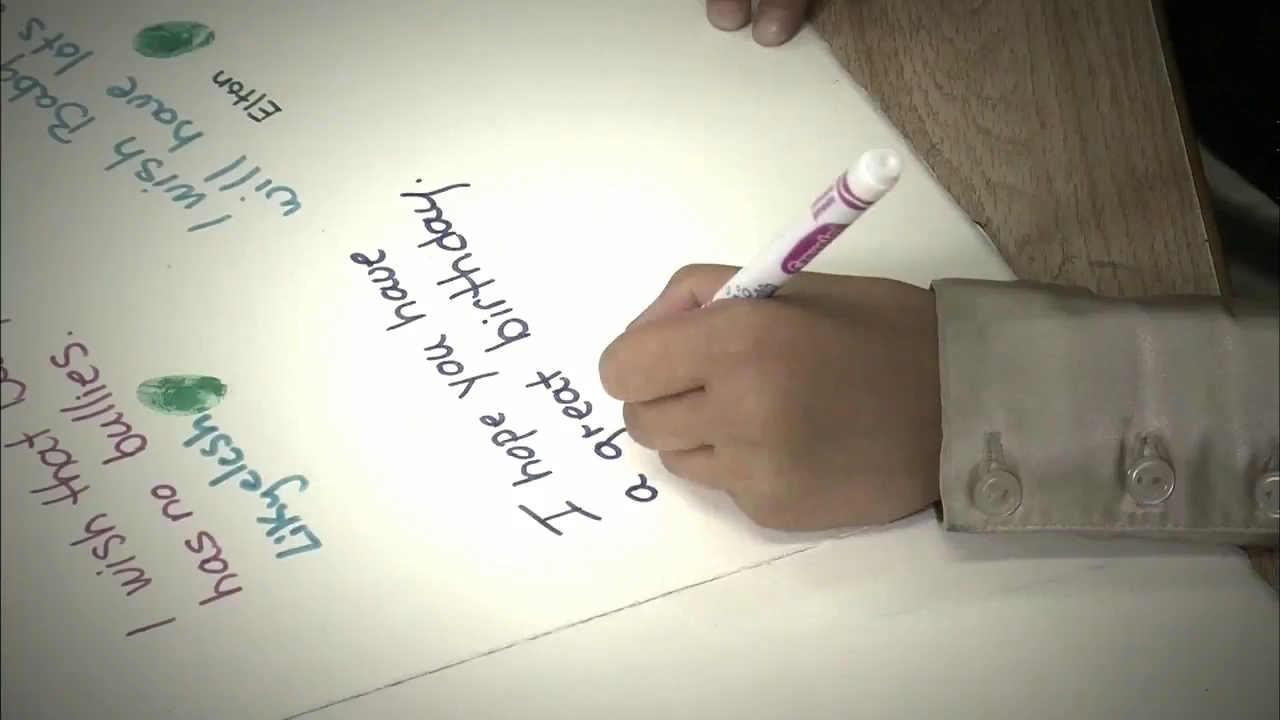 I wish Baby
will have lots
Elton
I wish that
has no bullies.
Likyelesh
I hope you have
a great birthday.